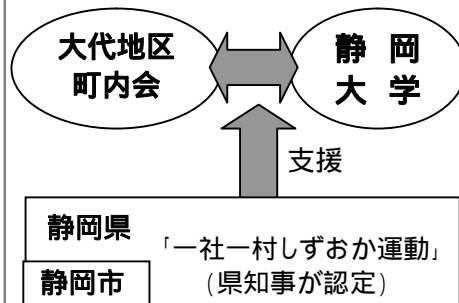 大代地区
町内会
静 岡
大 学
支援
静岡県
「一社一村しずおか運動」
静岡市
(県知事が認定)